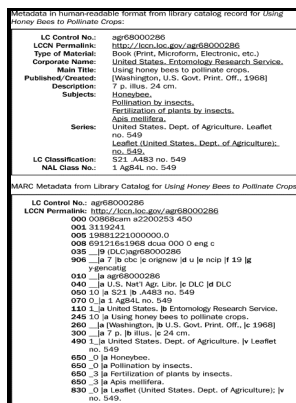 Metadata in human-readable format from library catalog record for Using
Honey Bees to Pollinate Crops:
LC Control No.: agr68000286
LCCN Permalink: http://lccn.loc.gov/agr68000286
Type of Material: Book (Print, Microform, Electronic, etc.)
Corporate Name: United States. Entomology Research Service.
Main Title: Using honey bees to pollinate crops.
Published/Created: [Washington, U.S. Govt. Print. Off., 1968]
Description: 7 p. illus. 24 cm.
Subjects: Honeybee.
Pollination by insects.
Fertilization of plants by insects.
Apis mellifera.
Series: United States. Dept. of Agriculture. Leaflet
no. 549
Leaflet (United States. Dept. of Agriculture);
no. 549.
LC Classification: S21 .A483 no. 549
NAL Class No.: 1 Ag84L no. 549
MARC Metadata from Library Catalog for Using Honey Bees to Pollinate Crops
LC Control No.: agr68000286
LCCN Permalink: http://lccn.loc.gov/agr68000286
000 00868cam a2200253 450
001 3119241
005 19881221000000.0
008 691216s1968 dcua 000 0 eng c
035 __ |9 (DLC)agr68000286
906 __ |a 7 |b cbc |c orignew |d u |e ncip |f 19 |g
y-gencatlg
010 __ |a agr68000286
040 __ |a U.S. Nat'l Agr. Libr. |c DLC |d DLC
050 10 |a S21 |b .A483 no. 549
070 0_ |a 1 Ag84L no. 549
110 1_ |a United States. |b Entomology Research Service.
245 10 |a Using honey bees to pollinate crops.
260 __ |a [Washington, |b U.S. Govt. Print. Off., |c 1968]
300 __ |a 7 p. |b illus. |c 24 cm.
490 1_ |a United States. Dept. of Agriculture. |v Leaflet
no. 549
650 _0 |a Honeybee.
650 _0 |a Pollination by insects.
650 _3 |a Fertilization of plants by insects.
650 _3 |a Apis mellifera.
830 _0 |a Leaflet (United States. Dept. of Agriculture); |v
no. 549.